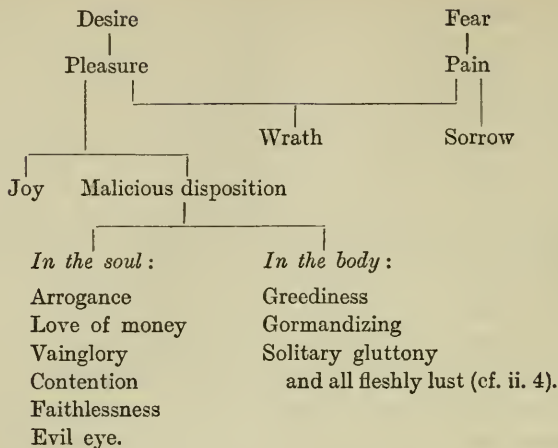 Desire Fear
Pleasure Pain
Wrath Sorrow
Joy Malicious disposition
In the soul: In the body:
Arrogance Greediness
Love of money Gormandizing
Vainglory Solitary gluttony
Contention and all fleshly lust (cf. ii. 4).
Faithlessness
Evil eye.